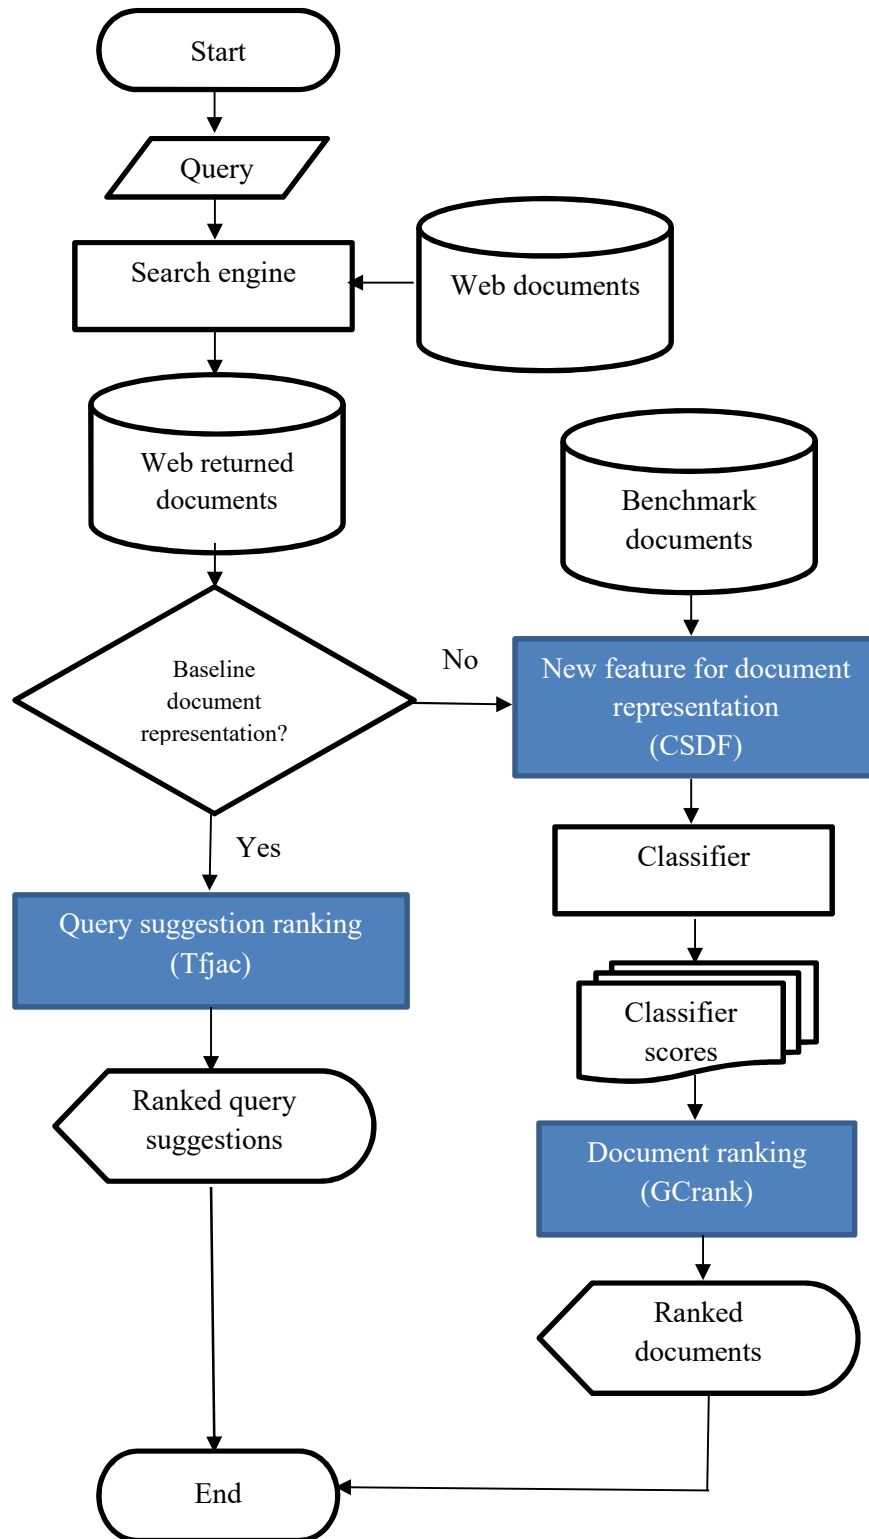 Start
Query
Search engine
Web documents
Web returned
documents
Benchmark
documents
Baseline
document
representation?
No
New feature for document
representation
(CSDF)
Yes
Classifier
Query suggestion ranking
(Tfjac)
Classifier
scores
Ranked query
suggestions
Document ranking
(GCrank)
Ranked
documents
End